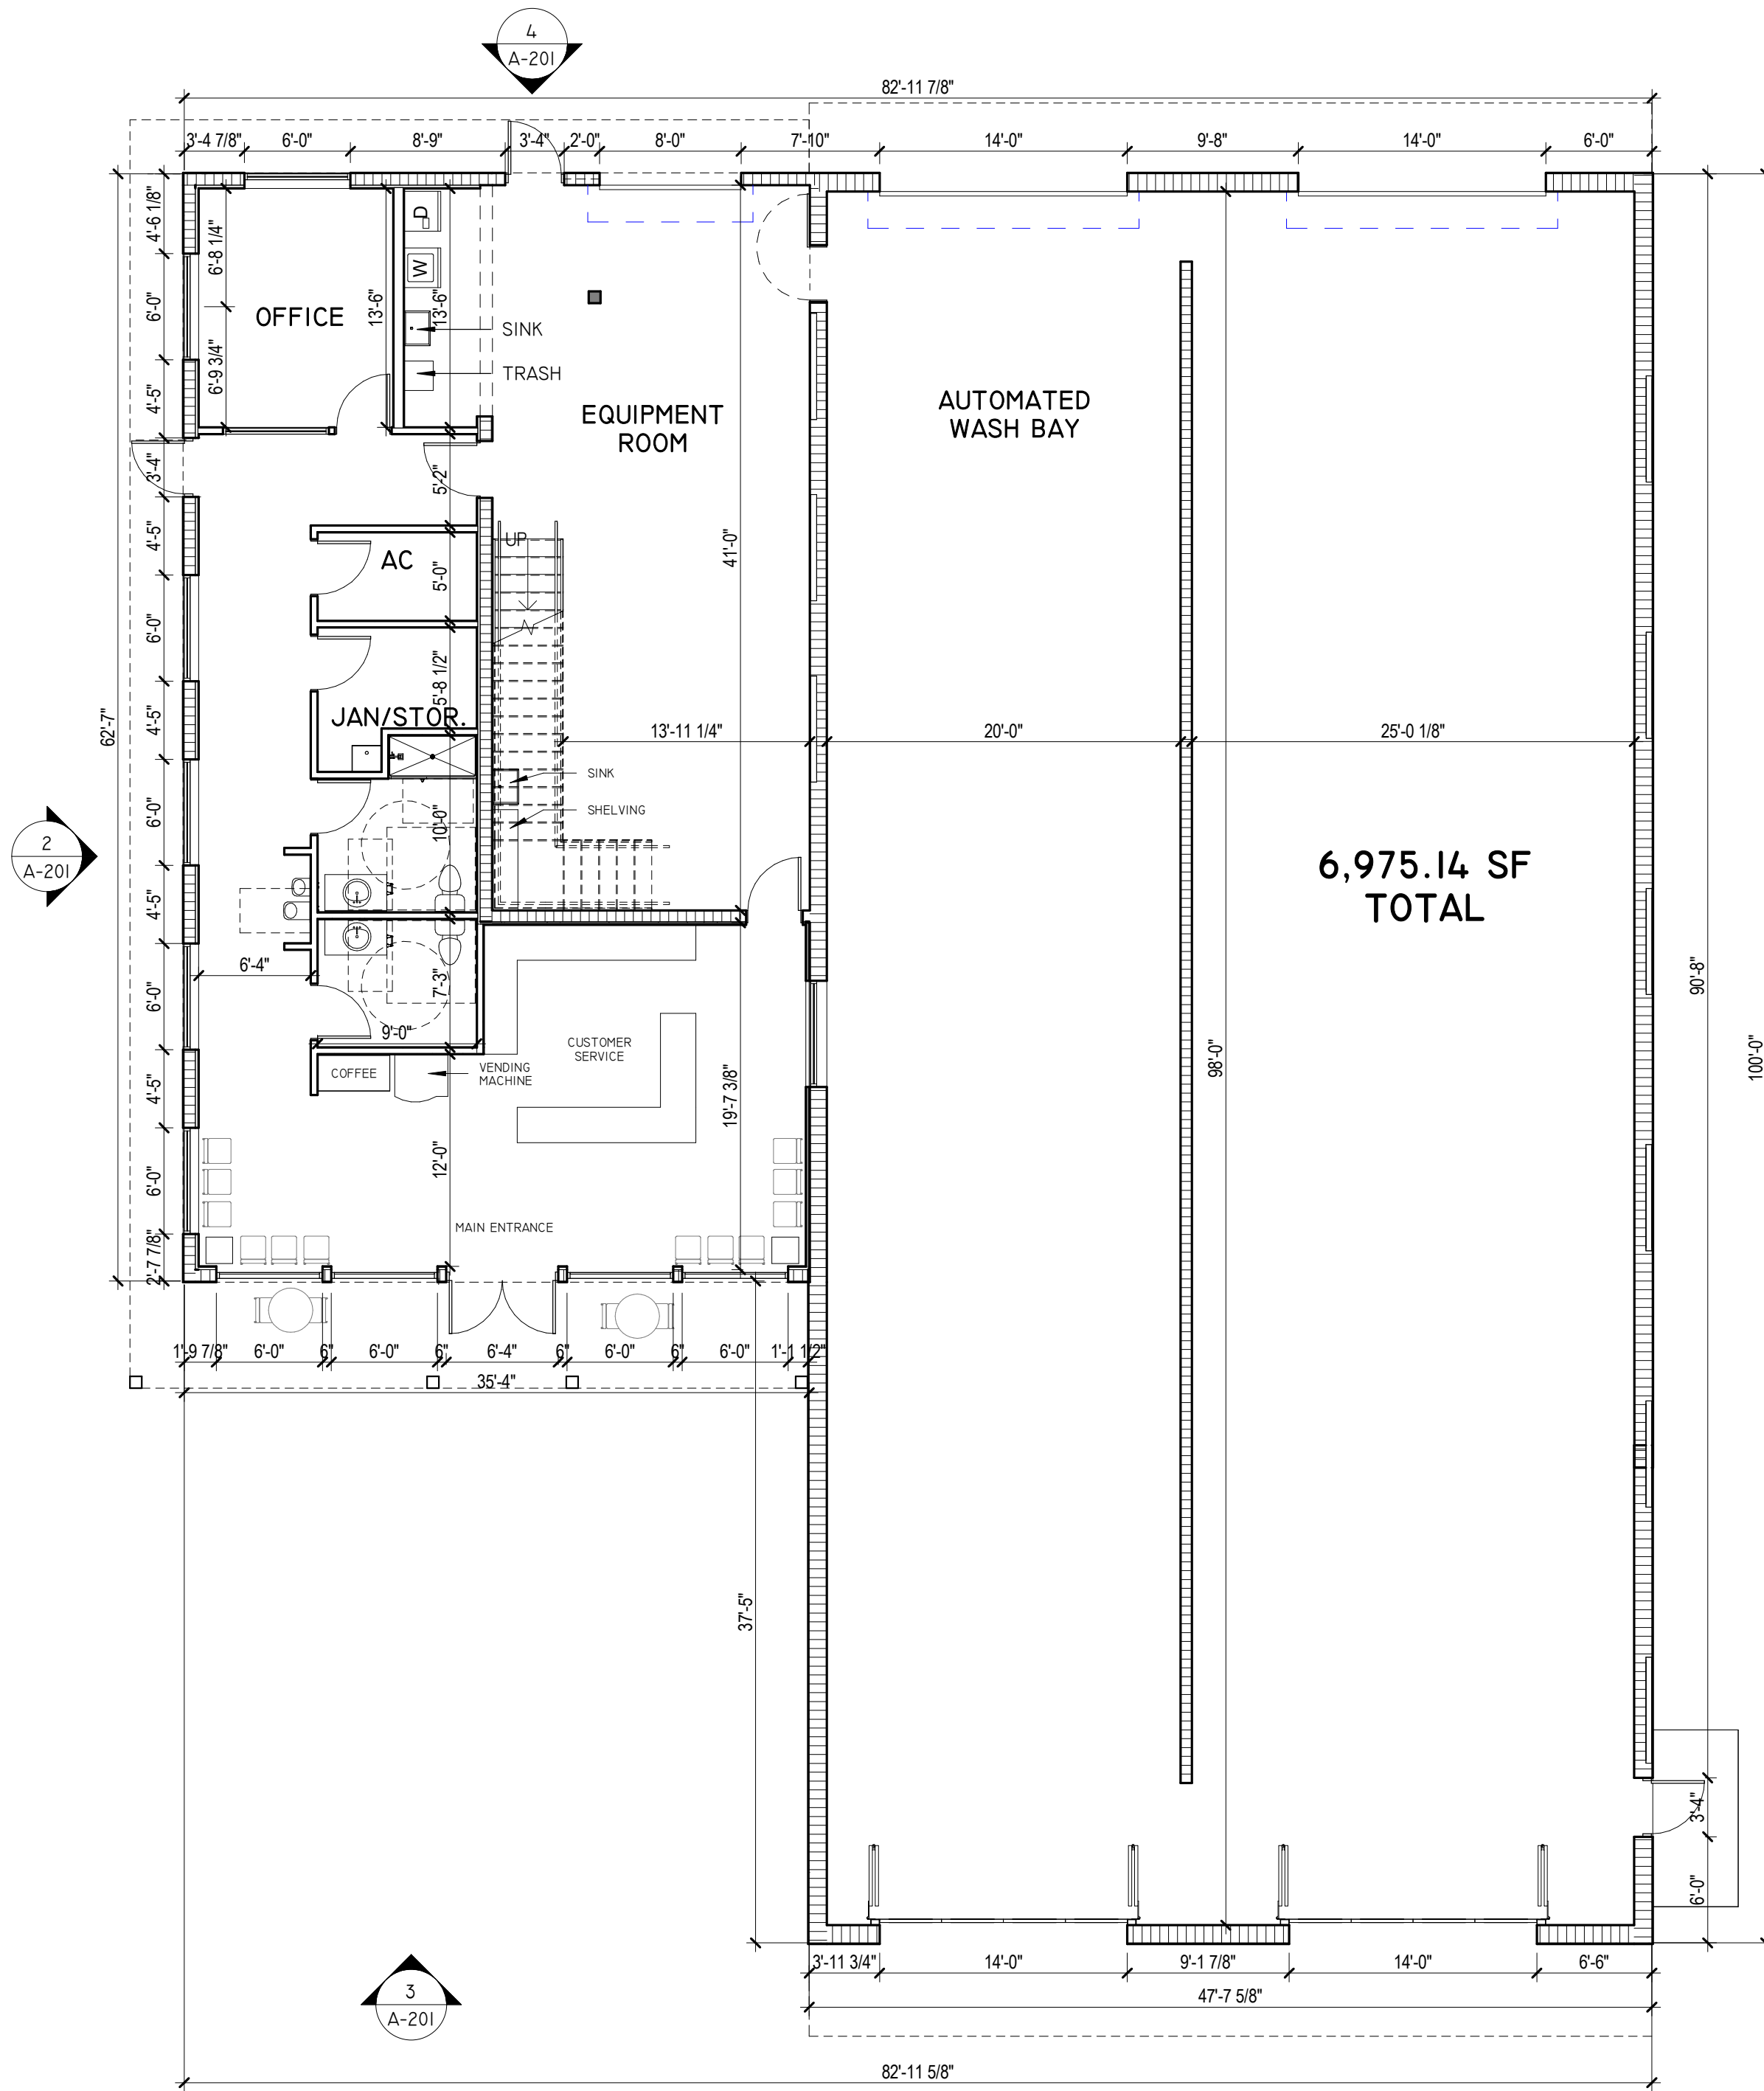 4
A-201
82'-11 7/8"
3'-4 7/8"
6'-0"
8'-9"
3'-4"
2'-0"
8'-0"
7'-10"
14'-0"
9'-8"
14'-0"
6'-0"
4'-6 1/8"
6'-0"
4'-5"
3'-4"
4'-5"
6'-0"
4'-5"
6'-0"
4'-5"
6'-0"
4'-5"
6'-0"
2'-7 7/8"
62'-7"
6'-8 1/4"
6'-9 3/4"
OFFICE
13'-6"
D
W
13'-6"
SINK
TRASH
EQUIPMENT
ROOM
AUTOMATED
WASH BAY
5'-2"
UP
AC
5'-0"
41'-0"
5'-8 1/2"
JAN/STOR.
13'-11 1/4"
20'-0"
25'-0 1/8"
SINK
SHELVING
10'-0"
2
A-201
6,975.14 SF
TOTAL
6'-4"
7'-3"
9'-0"
90'-8"
98'-0"
100'-0"
CUSTOMER
SERVICE
COFFEE
VENDING
MACHINE
19'-7 3/8"
12'-0"
MAIN ENTRANCE
1'-9 7/8"
6'-0"
6"
6'-0"
6"
6'-4"
6"
6'-0"
6"
6'-0"
1'-1 1/2"
35'-4"
37'-5"
3'-4"
6'-0"
3'-11 3/4"
14'-0"
9'-1 7/8"
14'-0"
6'-6"
47'-7 5/8"
3
A-201
82'-11 5/8"